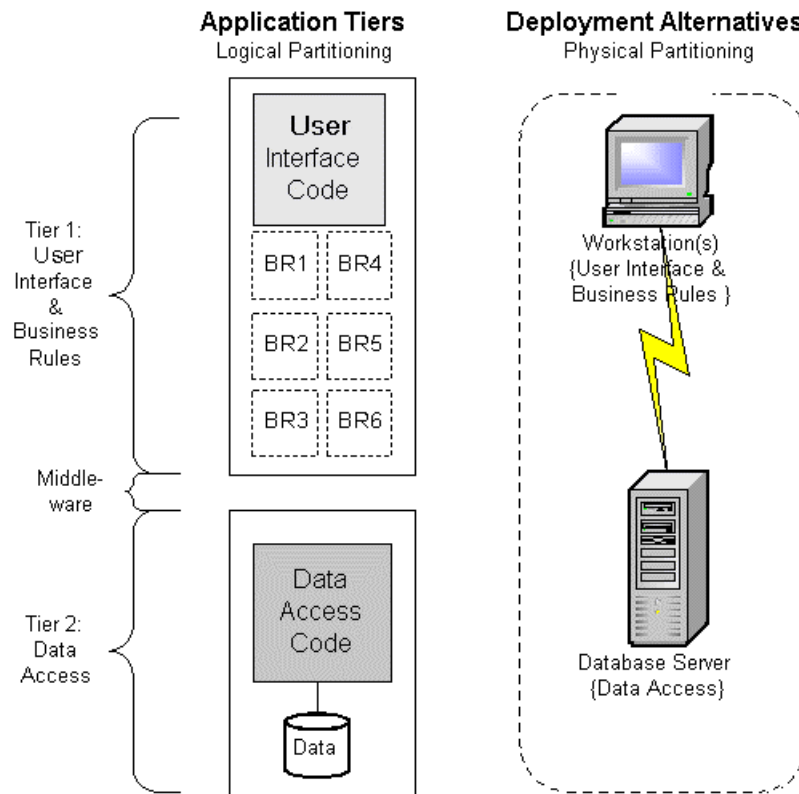 Application Tiers
Logical Partitioning
Deployment Alternatives
Physical Partitioning
Tier 1:
User
Interface
&
Business
Rules
User
Interface
Code
BR1
BR4
BR2
BR5
BR3
BR6
Middle-
ware
Tier 2:
Data
Access
Data
Access
Code
Data
Workstation(s)
{User Interface &
Business Rules }
Database Server
{Data Access}